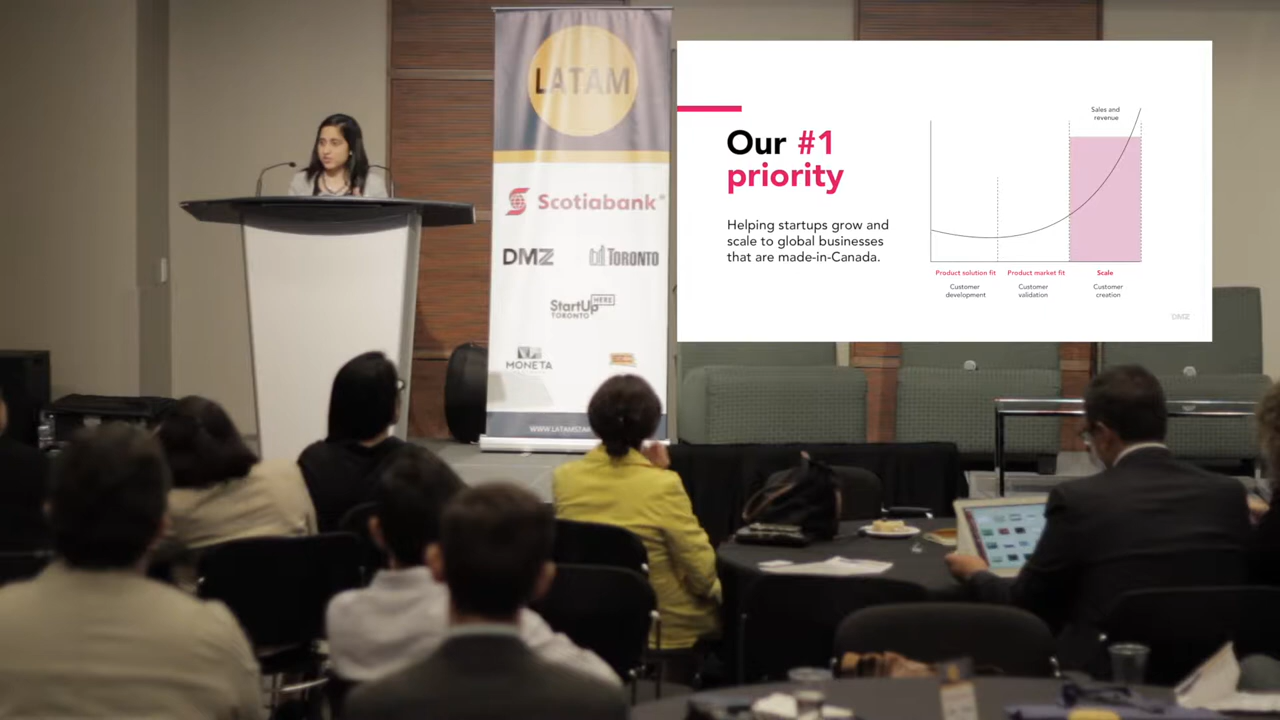 LATAM
Scotiabank
DMZ
TORONTO
StartUp HERE
TORONTO
MONETA
Our #1
priority
Helping startups grow and
scale to global businesses
that are made-in-Canada.
Sales and
revenue
Product solution fit
Product market fit
Scale
Customer
development
Customer
validation
Customer
creation
DMZ